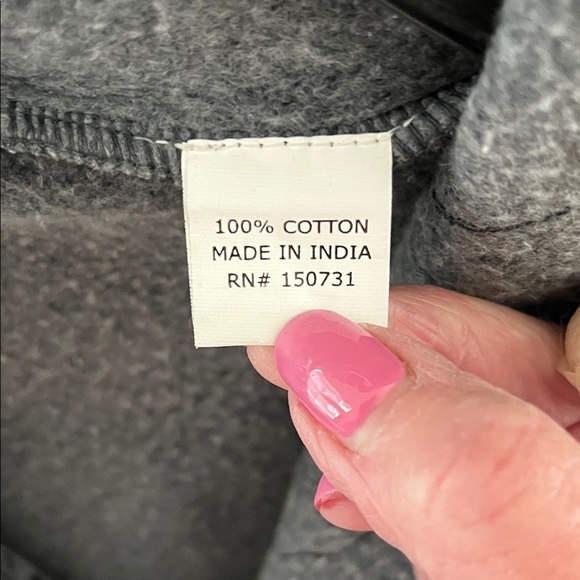 100% COTTON
MADE IN INDIA
RN# 150731